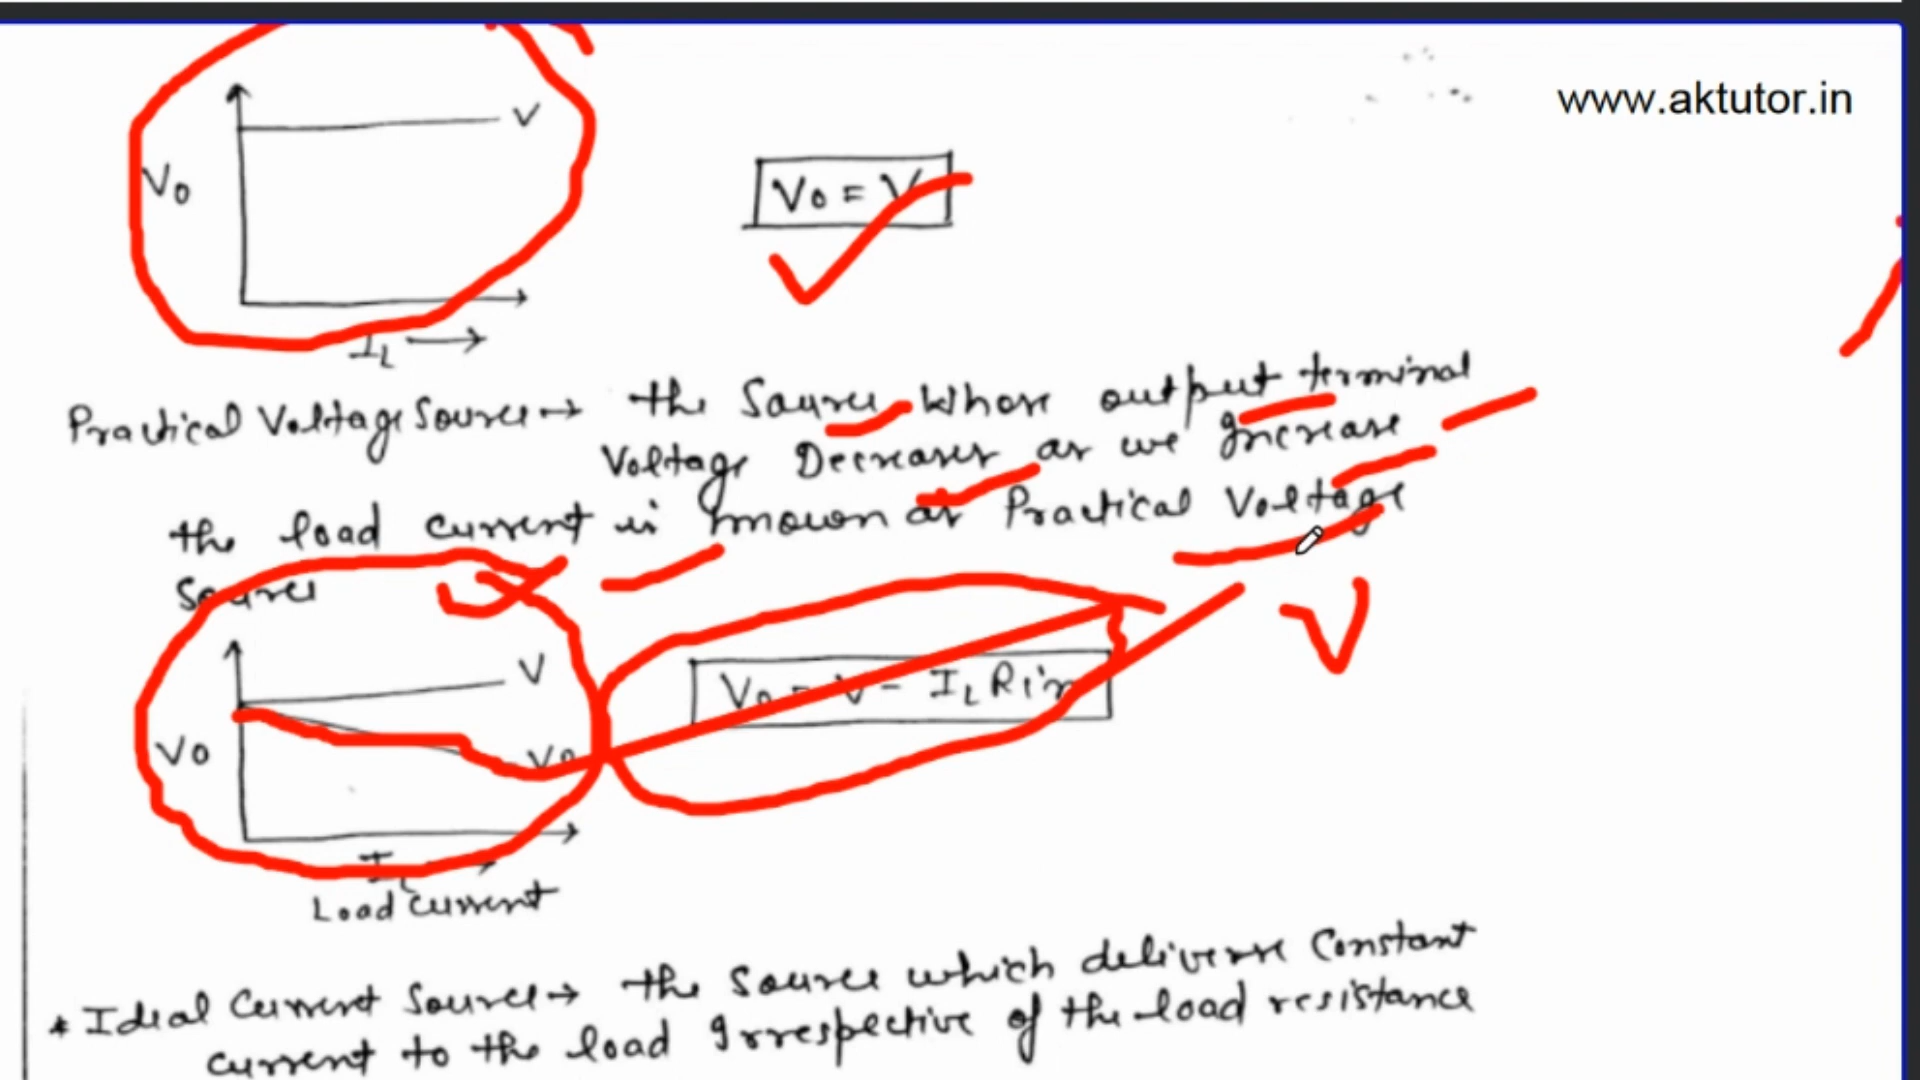 www.aktutor.in
V
Vo
Vo = V
IL
Practical Voltage Source → the Source whose output terminal
Voltage Decreases as we Increase
the load current is known as Practical Voltage
Source
V
Vo = V - IL Rin
Vo
Vo
IL
Load current
* Ideal Current Source → the Source which deliverse Constant
current to the load Irrespective of the load resistance